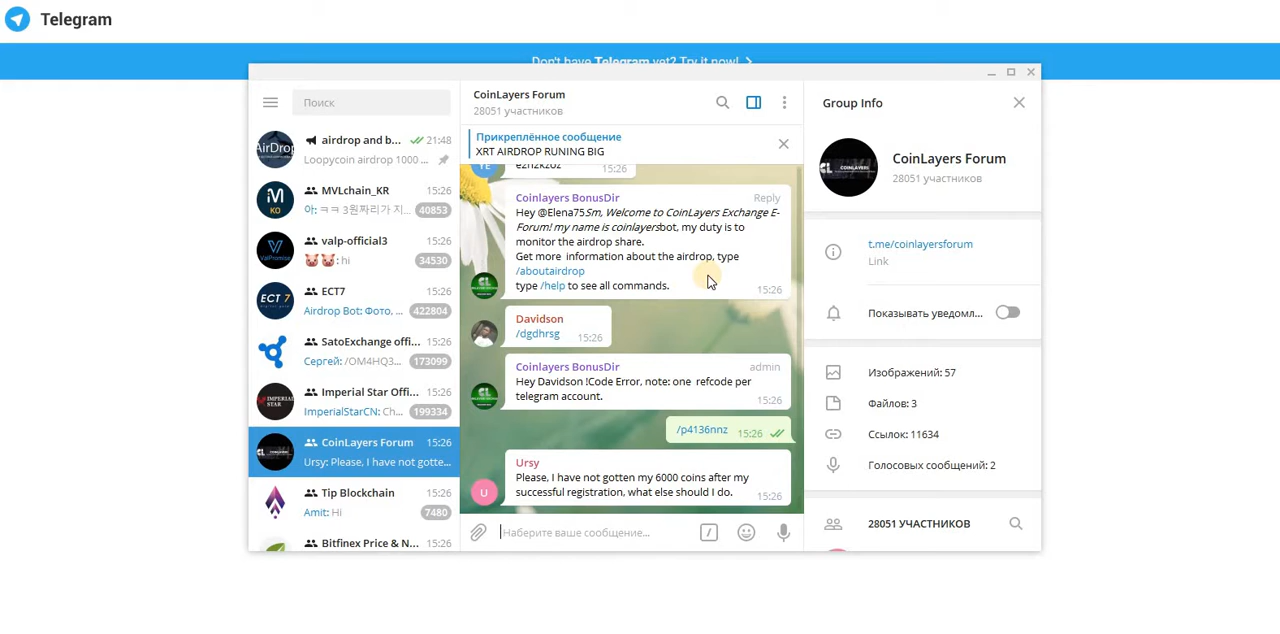 Telegram
Don't have Telegram yet? Try it now!
Поиск
airdrop and b... 21:48
Loopycoin airdrop 1000 ...
MVLchain_KR 15:26
아: ㅋㅋ 3원짜리가 지... 40853
valp-official3 15:26
: hi 34530
ECT7 15:26
Airdrop Bot: Фото, ... 422804
SatoExchange offi... 15:26
Сергей: /OM4HQ3... 173099
Imperial Star Offi... 15:26
ImperialStarCN: Ch... 199334
CoinLayers Forum 15:26
Ursy: Please, I have not gotte...
Tip Blockchain 15:26
Amit: Hi 7480
Bitfinex Price & N... 15:26
CoinLayers Forum
28051 участников
Прикреплённое сообщение
XRT AIRDROP RUNING BIG
15:26
Coinlayers BonusDir Reply
Hey @Elena75Sm, Welcome to CoinLayers Exchange E-
Forum! my name is coinlayersbot, my duty is to
monitor the airdrop share.
Get more information about the airdrop, type
/aboutairdrop
type /help to see all commands. 15:26
Davidson
/dgdhrsg 15:26
Coinlayers BonusDir admin
Hey Davidson !Code Error, note: one refcode per
telegram account. 15:26
/p4136nnz 15:26
Ursy
Please, I have not gotten my 6000 coins after my
successful registration, what else should I do. 15:26
U
Наберите ваше сообщение...
Group Info
CoinLayers Forum
28051 участников
t.me/coinlayersforum
Link
Показывать уведомл...
Изображений: 57
Файлов: 3
Ссылок: 11634
Голосовых сообщений: 2
28051 УЧАСТНИКОВ